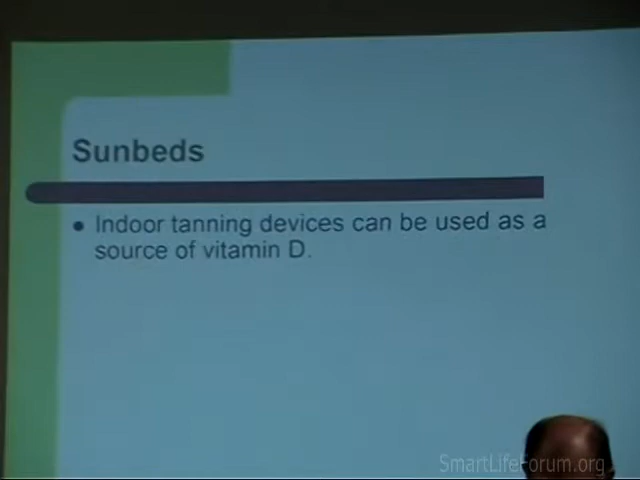 Sunbeds
• Indoor tanning devices can be used as a
source of vitamin D.
SmartLifeForum.org